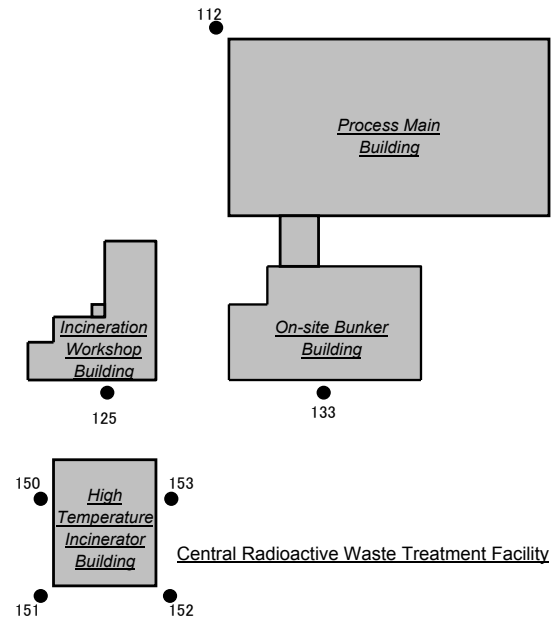 112
Process Main
Building
Incineration
Workshop
Building
On-site Bunker
Building
125
133
150
153
High
Temperature
Incinerator
Building
Central Radioactive Waste Treatment Facility
151
152